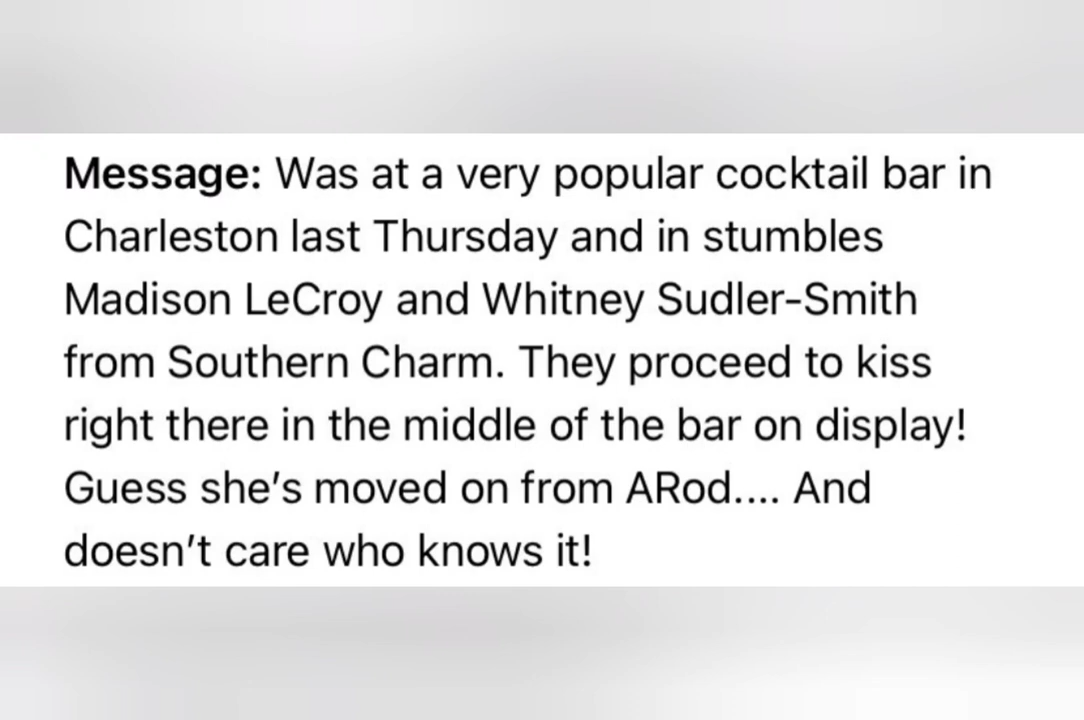 Message: Was at a very popular cocktail bar in
Charleston last Thursday and in stumbles
Madison LeCroy and Whitney Sudler-Smith
from Southern Charm. They proceed to kiss
right there in the middle of the bar on display!
Guess she’s moved on from ARod.... And
doesn’t care who knows it!